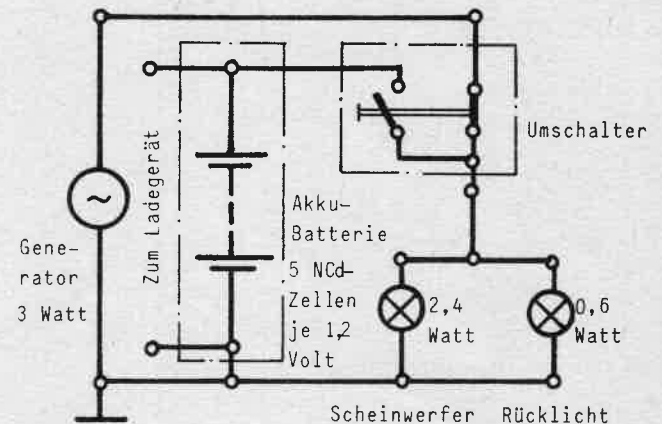 Umschalter
Zum Ladegerät
Gene-
rator
3 Watt
Akku-
Batterie
5 NCd-
Zellen
je 1,2
Volt
~
2,4
Watt
0,6
Watt
Scheinwerfer
Rücklicht